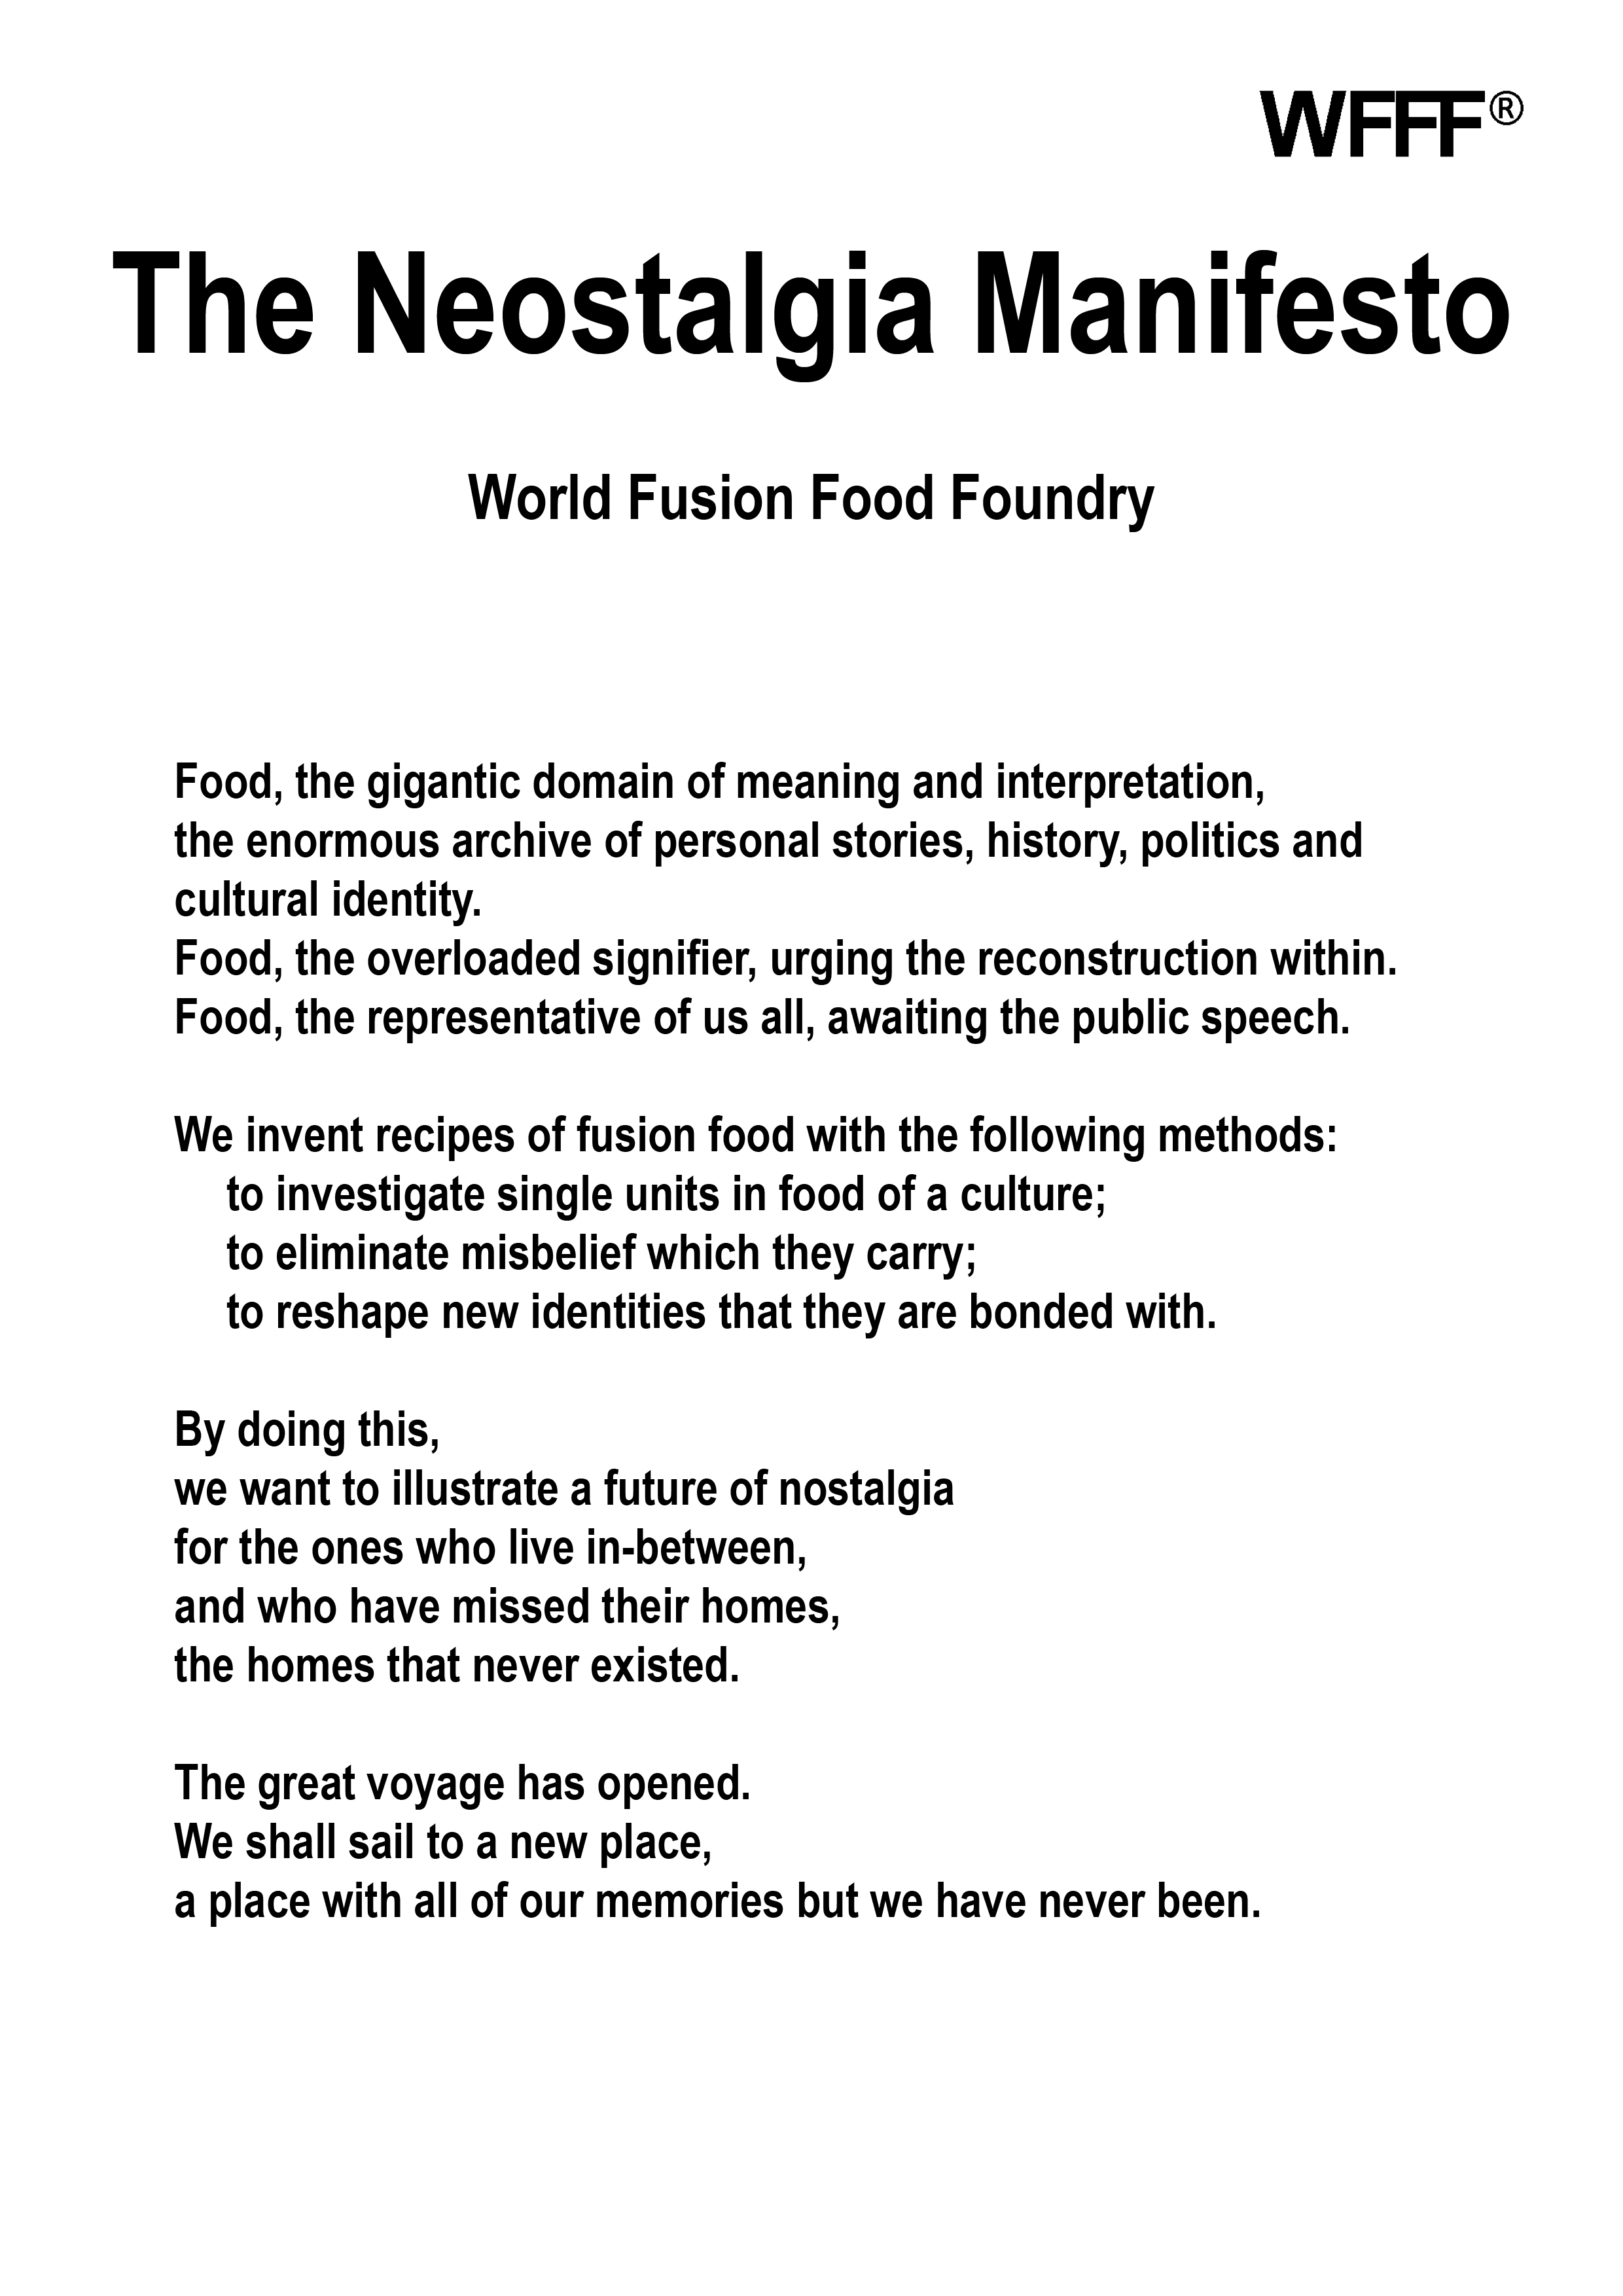 WFFF®
The Neostalgia Manifesto
World Fusion Food Foundry
Food, the gigantic domain of meaning and interpretation,
the enormous archive of personal stories, history, politics and
cultural identity.
Food, the overloaded signifier, urging the reconstruction within.
Food, the representative of us all, awaiting the public speech.
We invent recipes of fusion food with the following methods:
to investigate single units in food of a culture;
to eliminate misbelief which they carry;
to reshape new identities that they are bonded with.
By doing this,
we want to illustrate a future of nostalgia
for the ones who live in-between,
and who have missed their homes,
the homes that never existed.
The great voyage has opened.
We shall sail to a new place,
a place with all of our memories but we have never been.